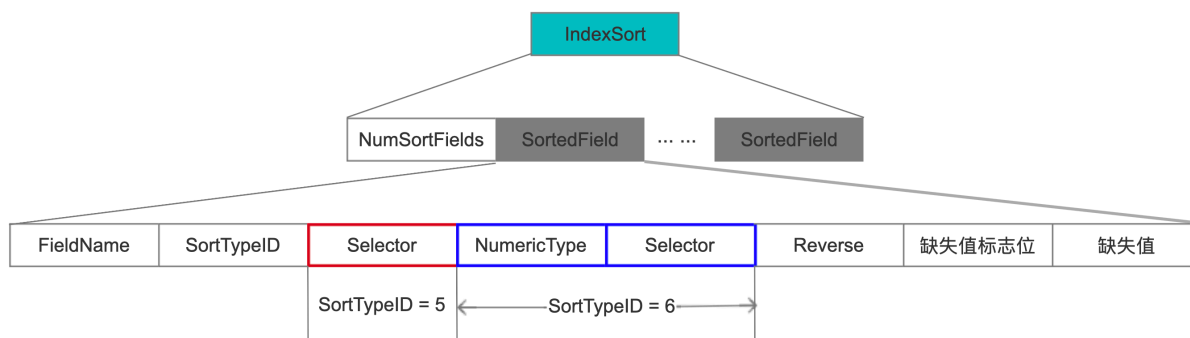 IndexSort
NumSortFields SortedField ... ... SortedField
FieldName SortTypeID Selector NumericType Selector Reverse 缺失值标志位 缺失值
SortTypeID = 5 SortTypeID = 6